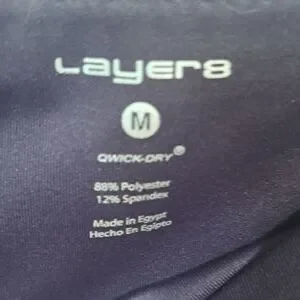 Layer8
M
QWICK-DRY®
88% Polyester
12% Spandex
Made in Egypt
Hecho En Egipto